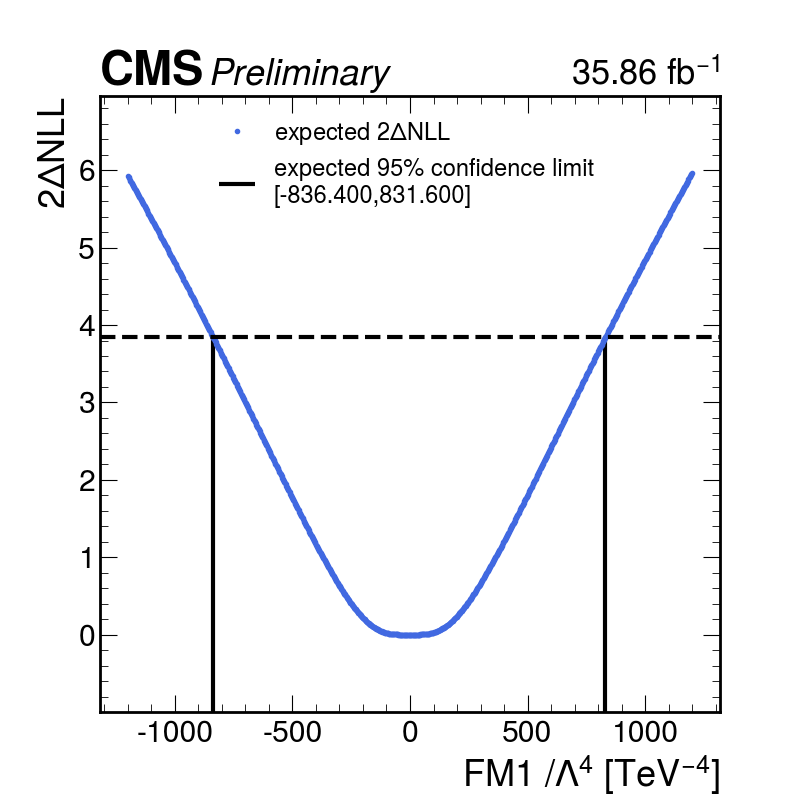 CMS Preliminary 35.86 fb⁻¹
2ΔNLL
expected 2ΔNLL
expected 95% confidence limit
[-836.400,831.600]
6
5
4
3
2
1
0
-1000 -500 0 500 1000
FM1 /Λ⁴ [TeV⁻⁴]